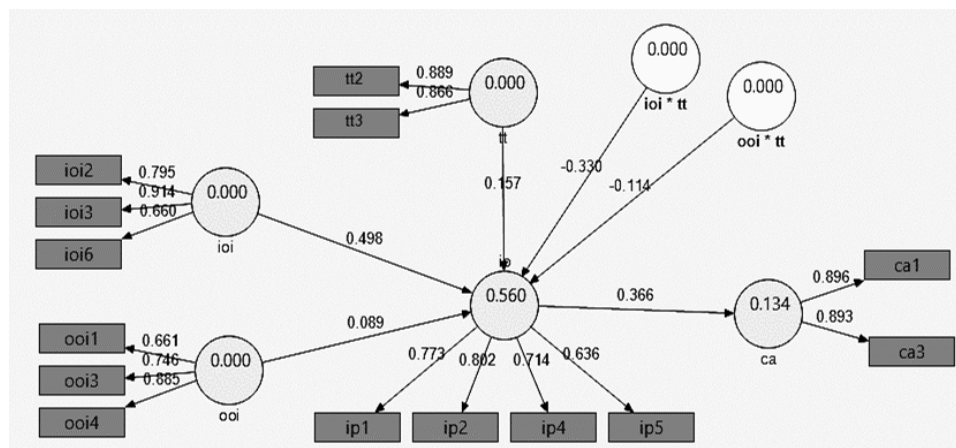 0.000
ioi * tt
0.000
ooi * tt
tt2
tt3
0.889
0.866
0.000
tt
-0.330
-0.114
0.157
ioi2
ioi3
ioi6
0.795
0.914
0.660
0.000
ioi
0.498
ip
0.560
0.366
0.134
ca
0.896
0.893
ca1
ca3
ooi1
ooi3
ooi4
0.661
0.746
0.885
0.000
ooi
0.089
0.773
0.802
0.714
0.636
ip1
ip2
ip4
ip5